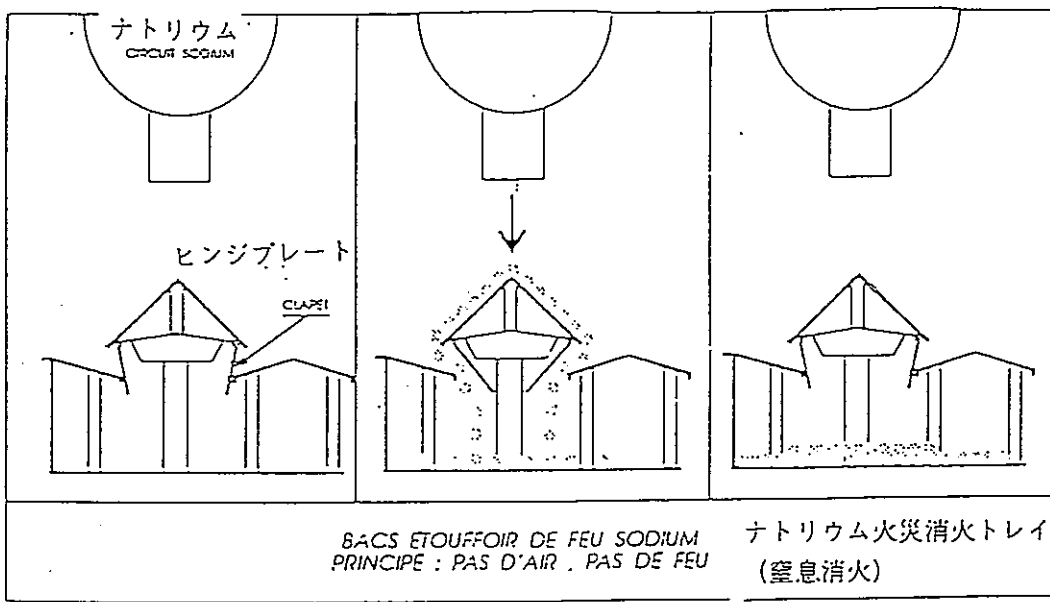 ナトリウム
CIRCUIT SODIUM
ヒンジプレート
CLAPET
BACS ETOUFFOIR DE FEU SODIUM
PRINCIPE : PAS D'AIR . PAS DE FEU
ナトリウム火災消火トレイ
(窒息消火)